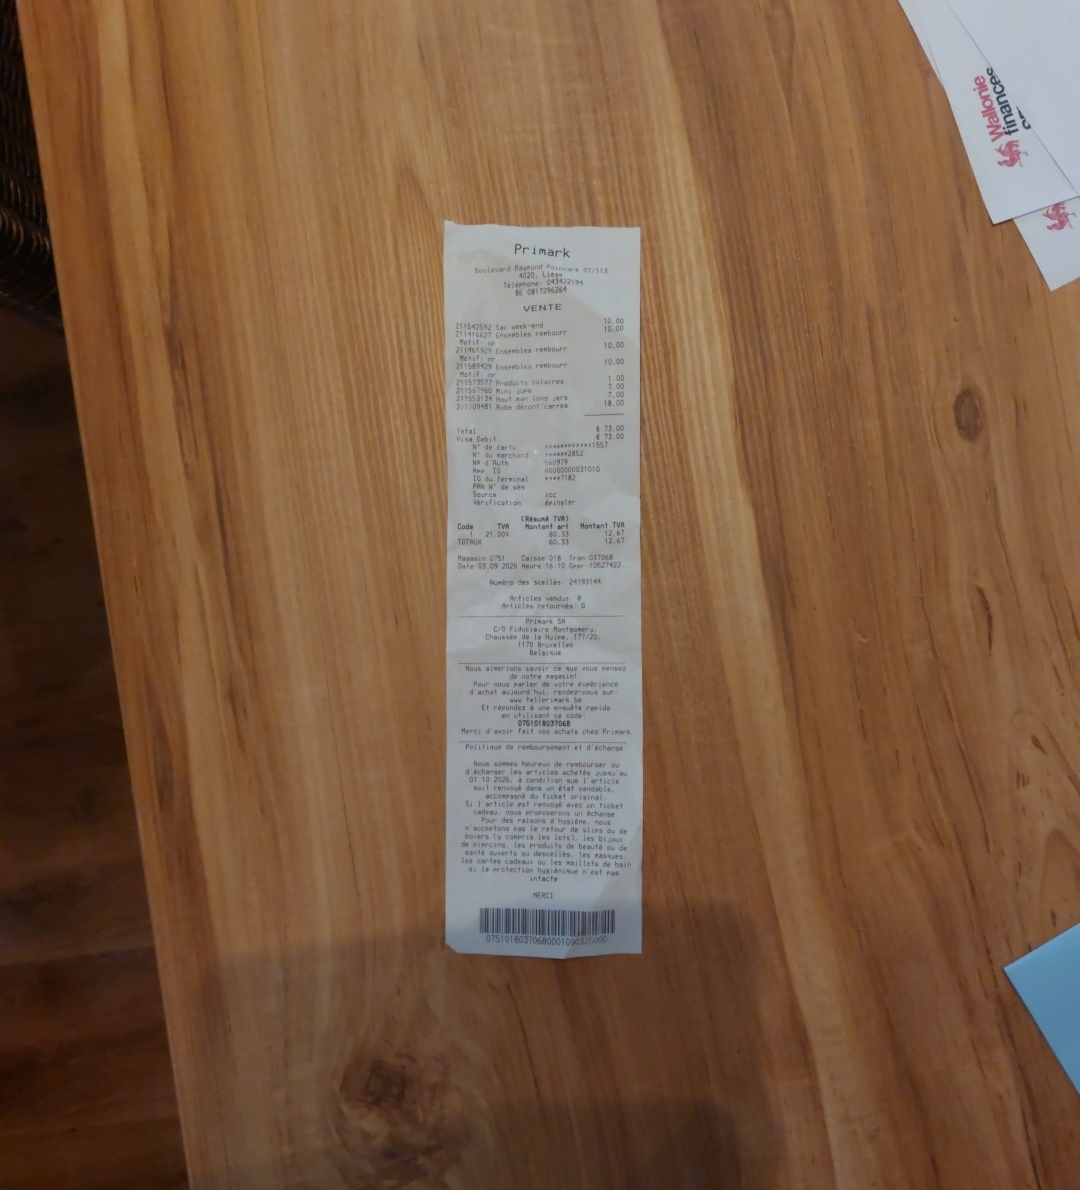 Primark
Boulevard Raymond Poincaré 07/113
4020, Liège
Téléphone: 043422194
BE 0817296264
VENTE
211542592 Sac week-end 10.00
211416627 Ensembles rembourr 10.00
Motif: nr
211461929 Ensembles rembourr 10.00
Motif: nr
211589429 Ensembles rembourr 10.00
Motif: nr
211573577 Produits solaires 1.00
211567960 Mini jupe 7.00
211553134 Haut man long jers 7.00
211709481 Robe décont/carréa 18.00
Total € 73.00
Visa Debit € 73.00
N° de carte ************1557
N° du marchand ******2852
Nº d'Auth 560979
App. ID A0000000031010
ID du terminal ****7182
PAN N° de séq
Source icc
Vérification épingler
(Résumé TVA)
Code TVA Montant art Montant TVA
1 21.00% 60.33 12.67
TOTAUX 60.33 12.67
Magasin:0751 Caisse:018 Tran:037068
Date:03.09.2025 Heure:16:10 Oper:10527422
Numéro des scellés: 24193144
Articles vendus: 8
Articles retournés: 0
Primark SA
C/O Fiduciaire Montgomery,
Chaussée de la Hulpe, 177/20,
1170 Bruxelles
Belgique
Nous aimerions savoir ce que vous pensez
de notre magasin!
Pour nous parler de votre expérience
d'achat aujourd'hui, rendez-vous sur:
www.tellprimark.be
Et répondez à une enquête rapide
en utilisant ce code:
0751018037068
Merci d'avoir fait vos achats chez Primark
Politique de remboursement et d'échange
Nous sommes heureux de rembourser ou
d'échanger les articles achetés jusqu'au
01.10.2025, à condition que l'article
soit renvoyé dans un état vendable,
accompagné du ticket original.
Si l'article est renvoyé avec un ticket
cadeau, nous proposerons un échange.
Pour des raisons d'hygiène, nous
n'acceptons pas le retour de slips ou de
boxers (y compris les lots), les bijoux
de piercing, les produits de beauté ou de
santé ouverts ou descellés, les masques,
les cartes cadeaux ou les maillots de bain
si la protection hygiénique n'est pas
intacte
MERCI
07510180370680001090325000
Wallonie
finances